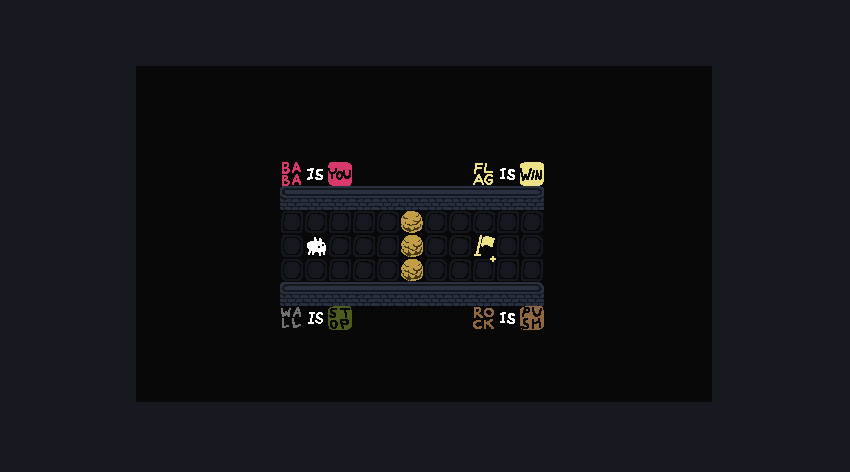 BABA IS YOU
FLAG IS WIN
WALL IS STOP
ROCK IS PUSH